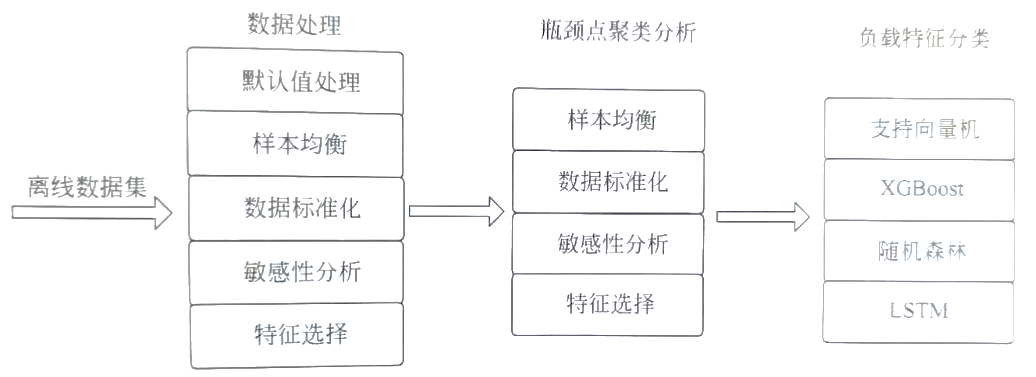 数据处理
默认值处理
样本均衡
数据标准化
敏感性分析
特征选择
离线数据集
瓶颈点聚类分析
样本均衡
数据标准化
敏感性分析
特征选择
负载特征分类
支持向量机
XGBoost
随机森林
LSTM